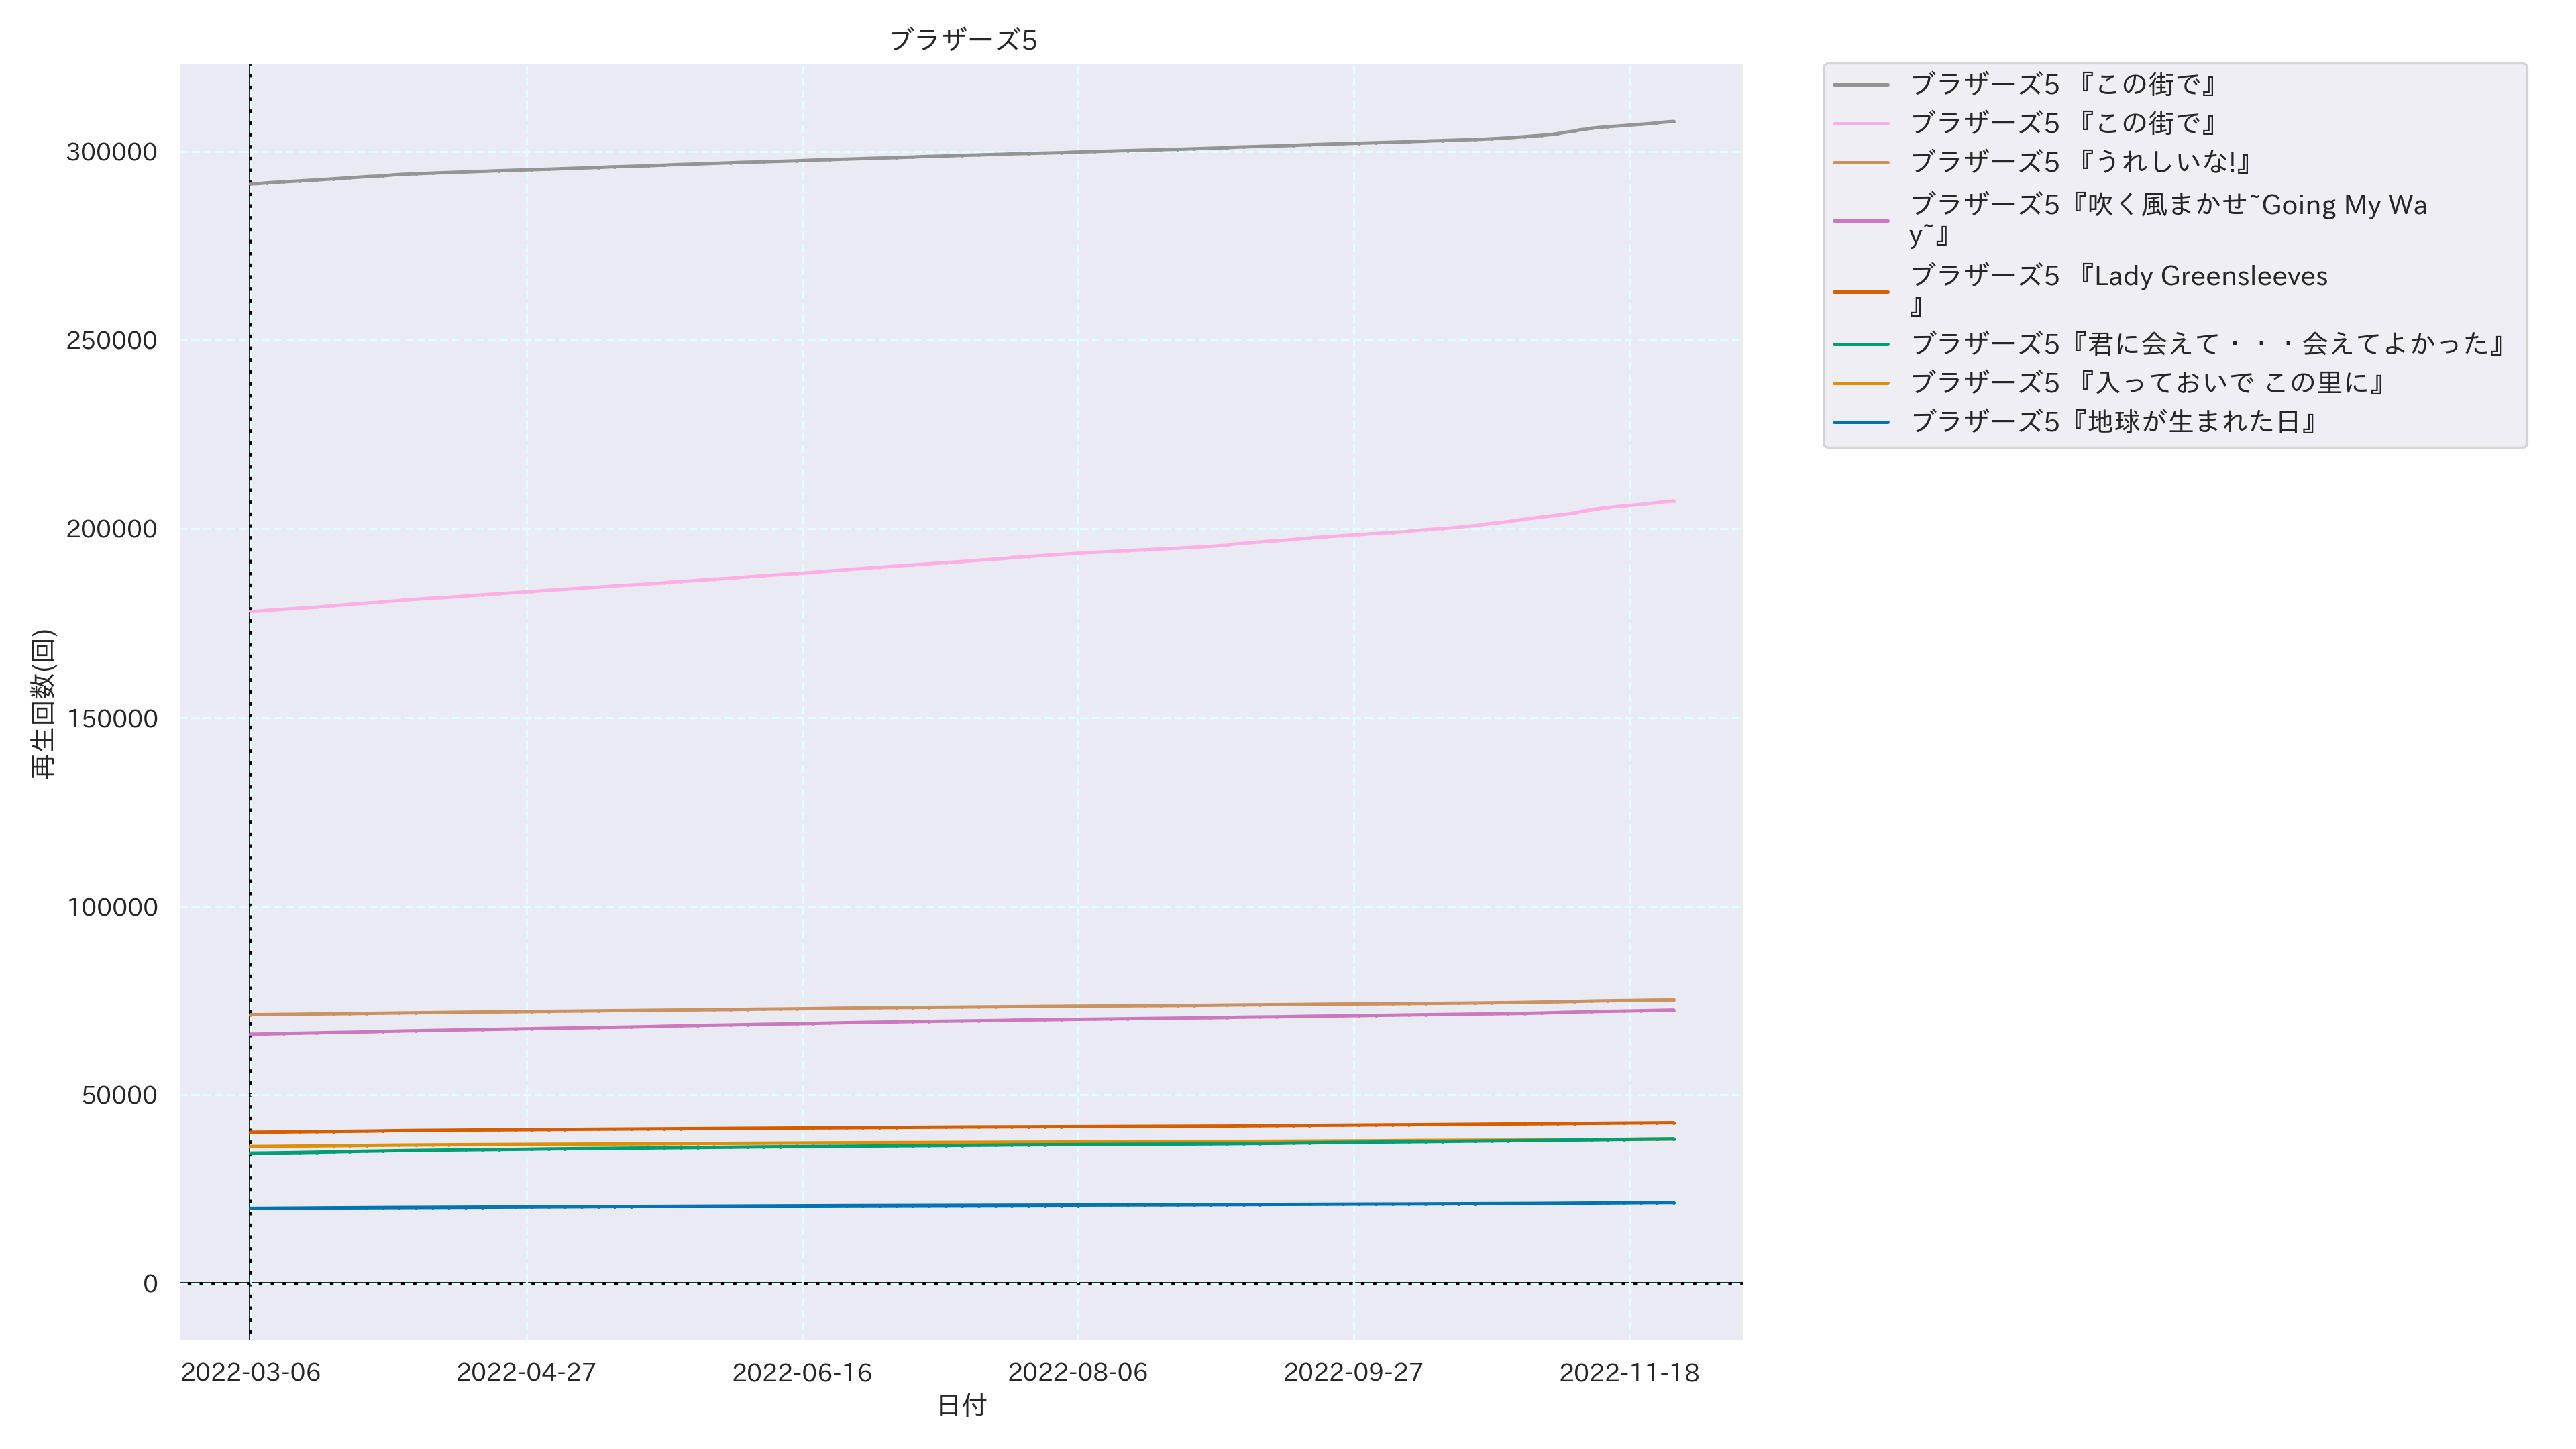 ブラザーズ5
再生回数(回)
300000
250000
200000
150000
100000
50000
0
2022-03-06 2022-04-27 2022-06-16 2022-08-06 2022-09-27 2022-11-18
日付
ブラザーズ5 『この街で』
ブラザーズ5 『この街で』
ブラザーズ5 『うれしいな!』
ブラザーズ5『吹く風まかせ~Going My Wa
y~』
ブラザーズ5 『Lady Greensleeves
』
ブラザーズ5『君に会えて・・・会えてよかった』
ブラザーズ5 『入っておいで この里に』
ブラザーズ5『地球が生まれた日』